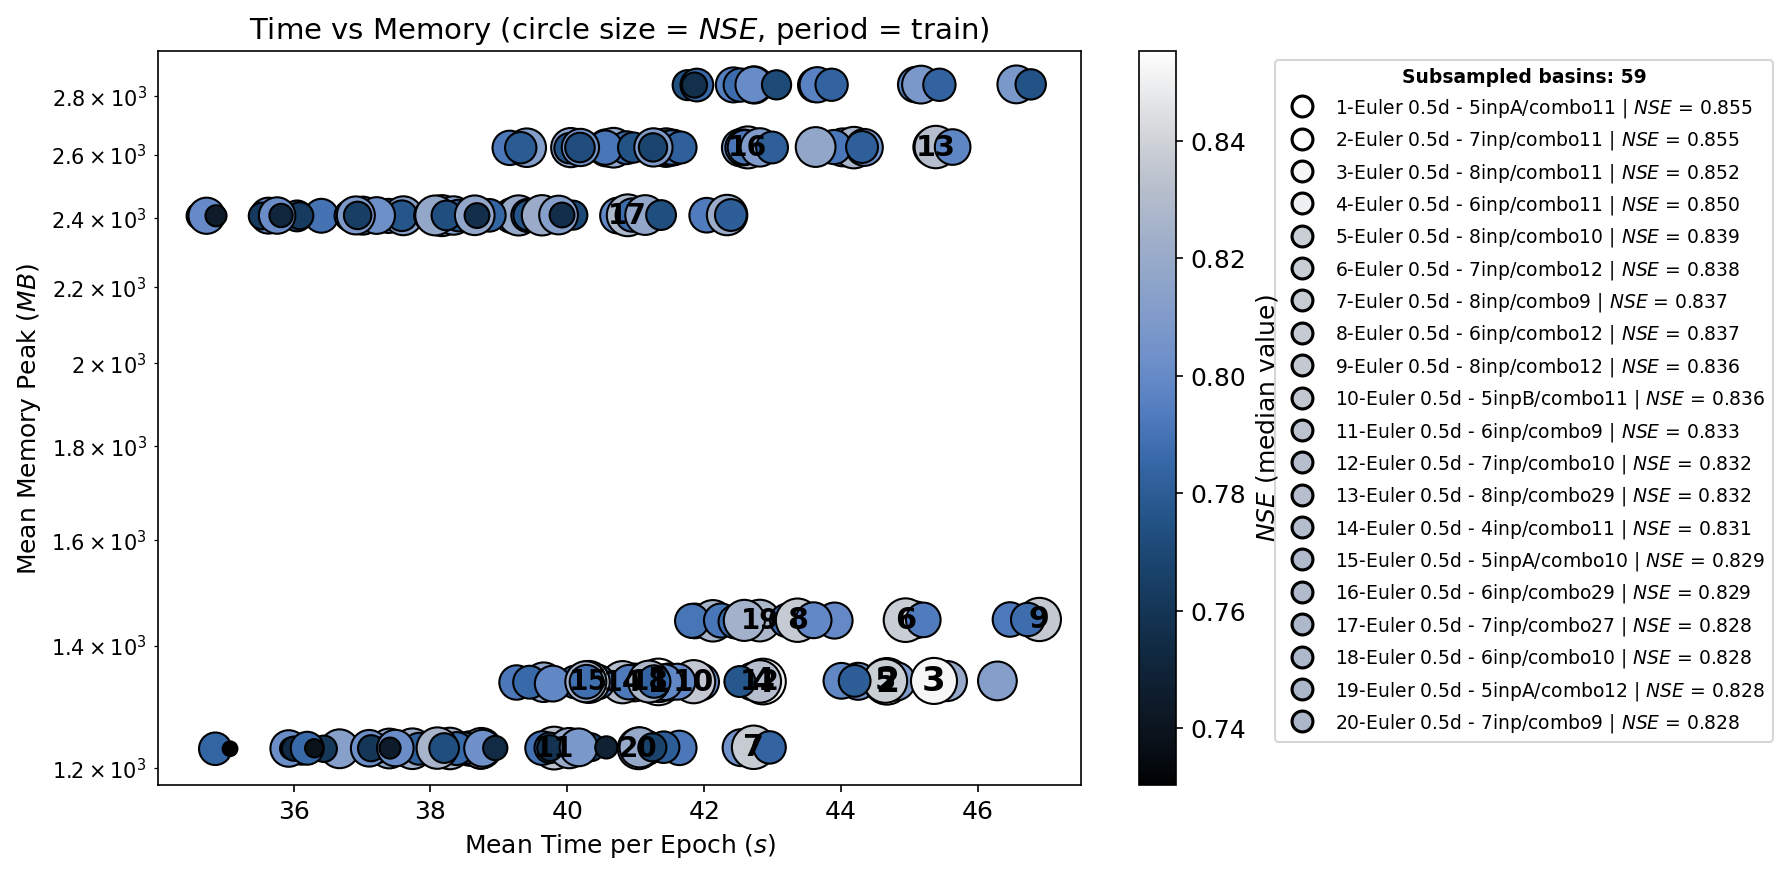 Time vs Memory (circle size = NSE, period = train)
Mean Memory Peak (MB)
2.8 × 10³
2.6 × 10³
2.4 × 10³
2.2 × 10³
2 × 10³
1.8 × 10³
1.6 × 10³
1.4 × 10³
1.2 × 10³
16
13
17
19
8
6
9
15
14
18
1
10
4
12
5
2
3
11
20
7
36
38
40
42
44
46
Mean Time per Epoch (s)
0.84
0.82
0.80
0.78
0.76
0.74
NSE (median value)
Subsampled basins: 59
1-Euler 0.5d - 5inpA/combo11 | NSE = 0.855
2-Euler 0.5d - 7inp/combo11 | NSE = 0.855
3-Euler 0.5d - 8inp/combo11 | NSE = 0.852
4-Euler 0.5d - 6inp/combo11 | NSE = 0.850
5-Euler 0.5d - 8inp/combo10 | NSE = 0.839
6-Euler 0.5d - 7inp/combo12 | NSE = 0.838
7-Euler 0.5d - 8inp/combo9 | NSE = 0.837
8-Euler 0.5d - 6inp/combo12 | NSE = 0.837
9-Euler 0.5d - 8inp/combo12 | NSE = 0.836
10-Euler 0.5d - 5inpB/combo11 | NSE = 0.836
11-Euler 0.5d - 6inp/combo9 | NSE = 0.833
12-Euler 0.5d - 7inp/combo10 | NSE = 0.832
13-Euler 0.5d - 8inp/combo29 | NSE = 0.832
14-Euler 0.5d - 4inp/combo11 | NSE = 0.831
15-Euler 0.5d - 5inpA/combo10 | NSE = 0.829
16-Euler 0.5d - 6inp/combo29 | NSE = 0.829
17-Euler 0.5d - 7inp/combo27 | NSE = 0.828
18-Euler 0.5d - 6inp/combo10 | NSE = 0.828
19-Euler 0.5d - 5inpA/combo12 | NSE = 0.828
20-Euler 0.5d - 7inp/combo9 | NSE = 0.828